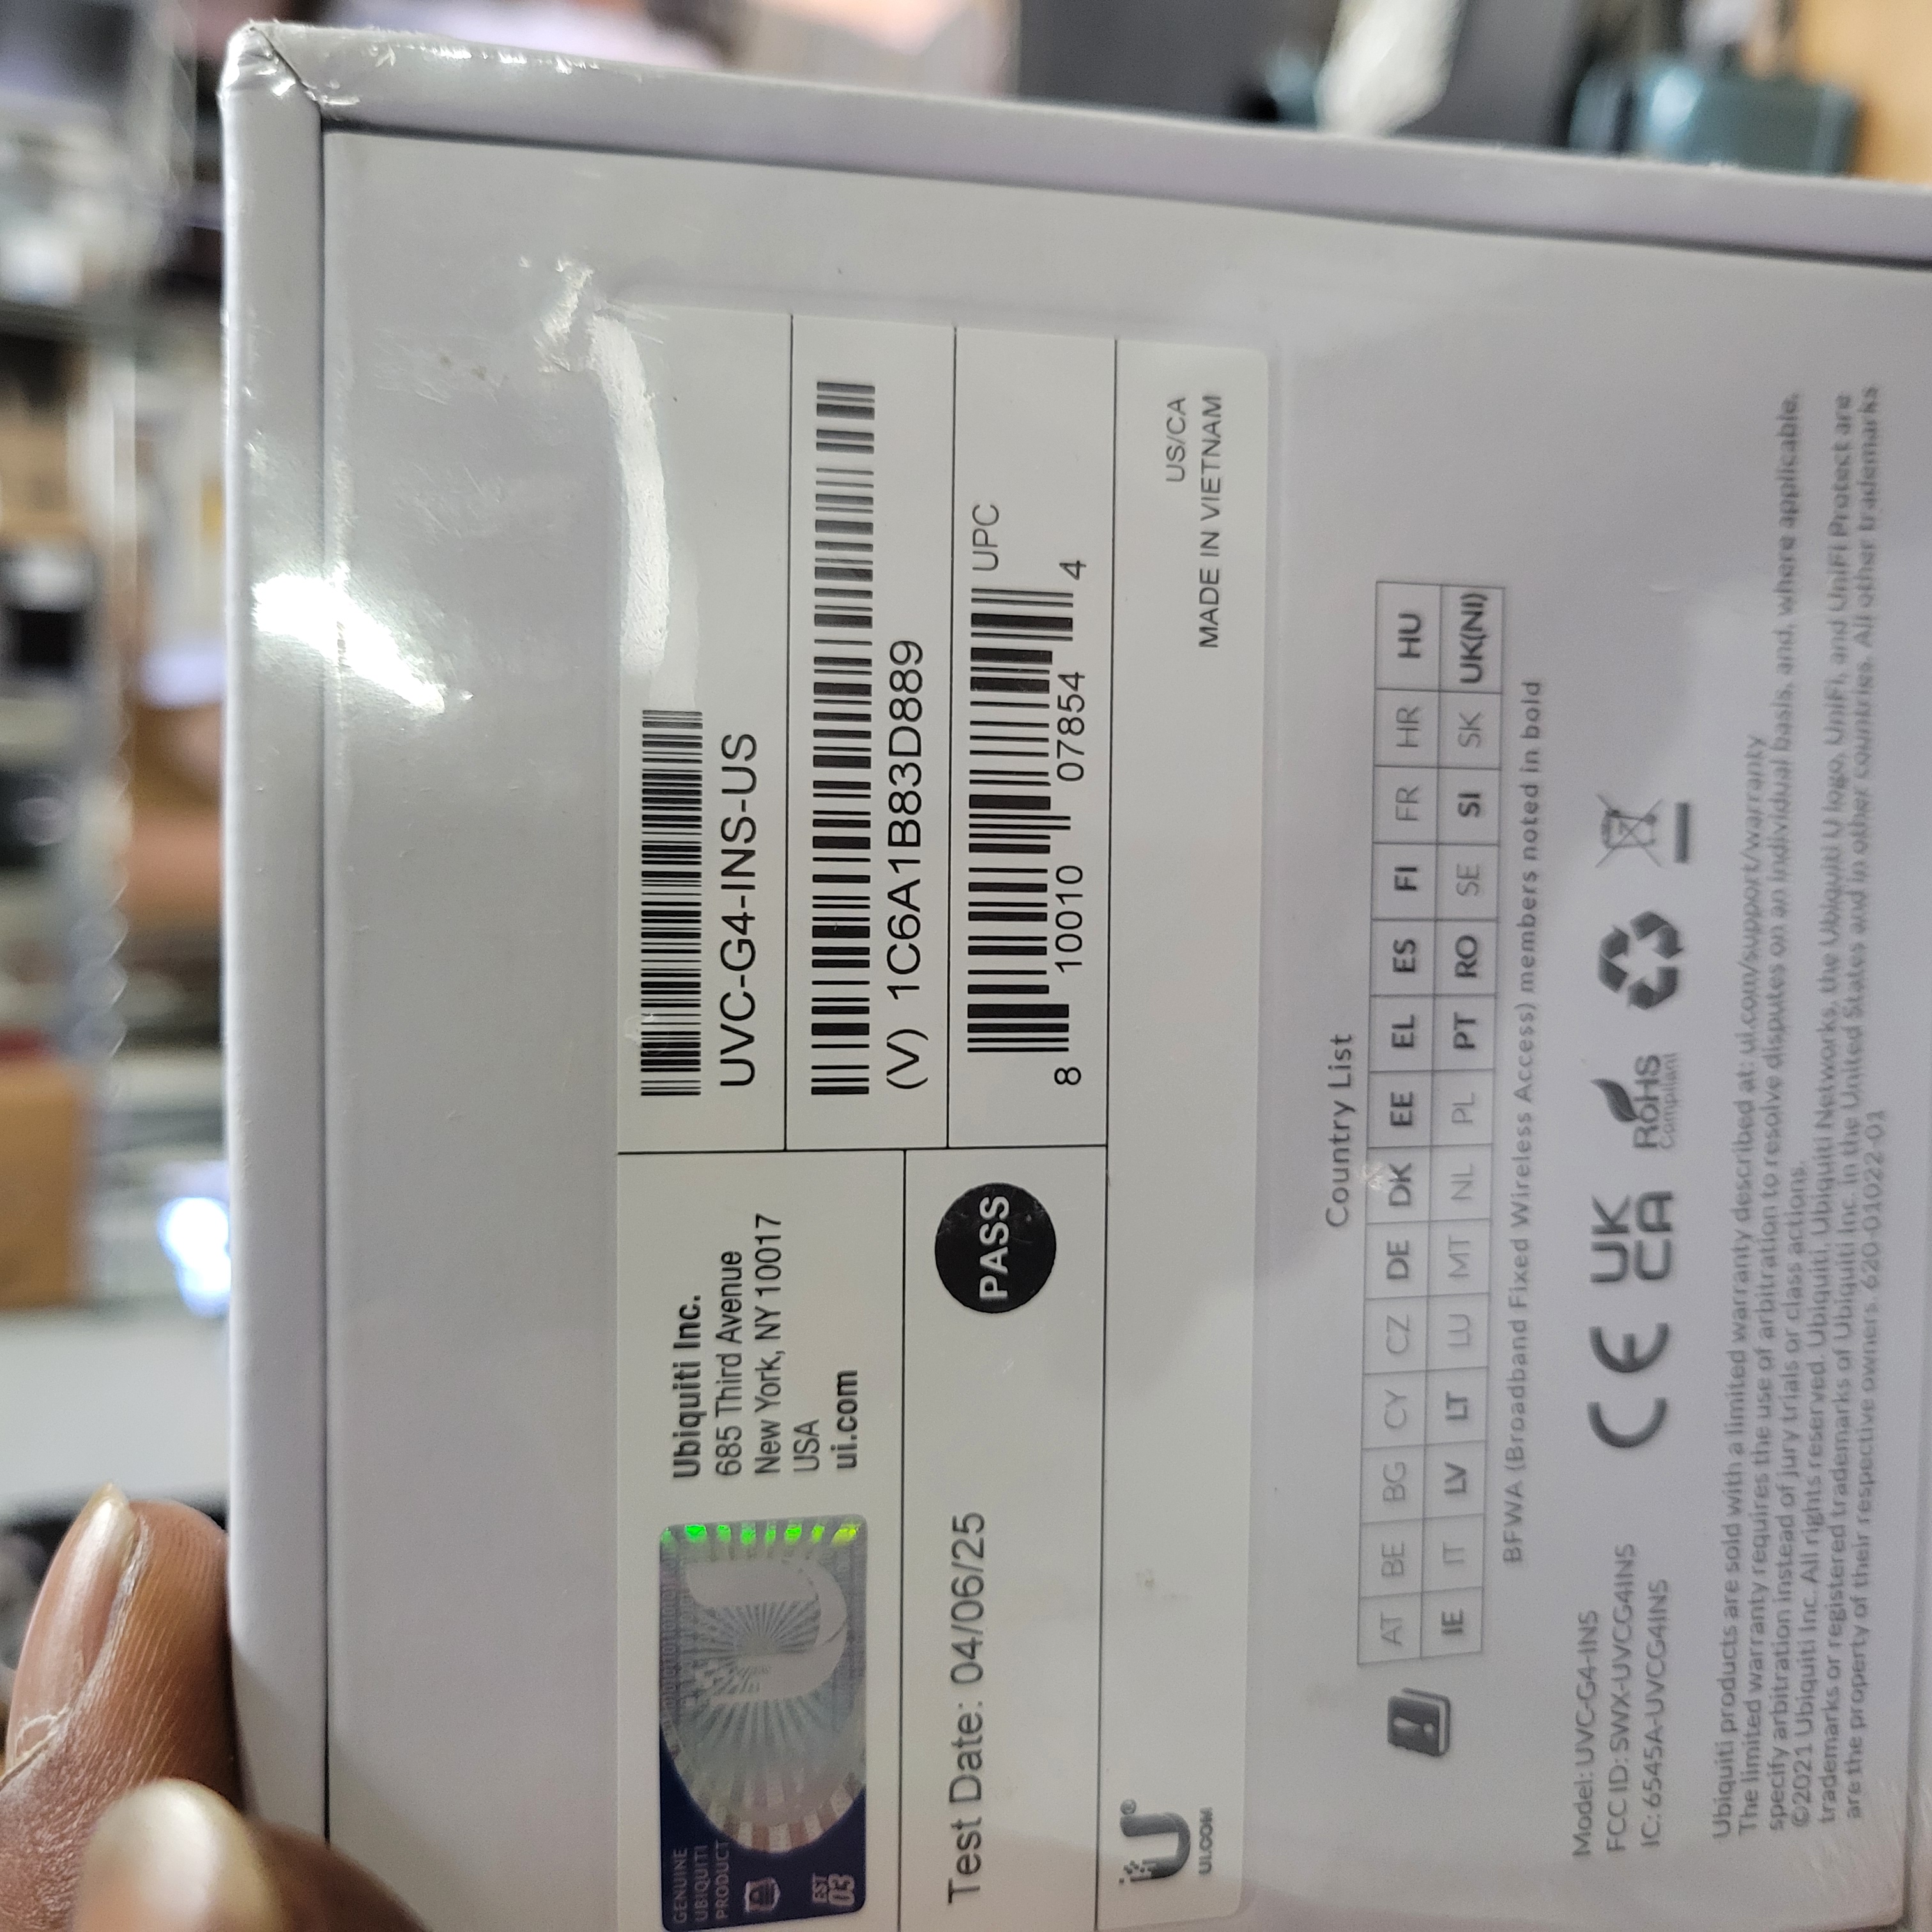 GENUINE
UBIQUITI
PRODUCT
EST
03
Ubiquiti Inc.
685 Third Avenue
New York, NY 10017
USA
ui.com
Test Date: 04/06/25
PASS
UVC-G4-INS-US
(V) 1C6A1B83D889
UPC
8 10010 07854 4
UI.COM
US/CA
MADE IN VIETNAM
Country List
AT BE BG CY CZ DE DK EE EL ES FI FR HR HU
IE IT LV LT LU MT NL PL PT RO SE SI SK UK(NI)
BFWA (Broadband Fixed Wireless Access) members noted in bold
Model: UVC-G4-INS
FCC ID: SWX-UVCG4INS
IC: 6545A-UVCG4INS
CE
UK
CA
RoHS
Compliant
Ubiquiti products are sold with a limited warranty described at: ui.com/support/warranty
The limited warranty requires the use of arbitration to resolve disputes on an individual basis, and, where applicable,
specify arbitration instead of jury trials or class actions.
©2021 Ubiquiti Inc. All rights reserved. Ubiquiti, Ubiquiti Networks, the Ubiquiti U logo, UniFi, and UniFi Protect are
trademarks or registered trademarks of Ubiquiti Inc. in the United States and in other countries. All other trademarks
are the property of their respective owners. 620-01022-03